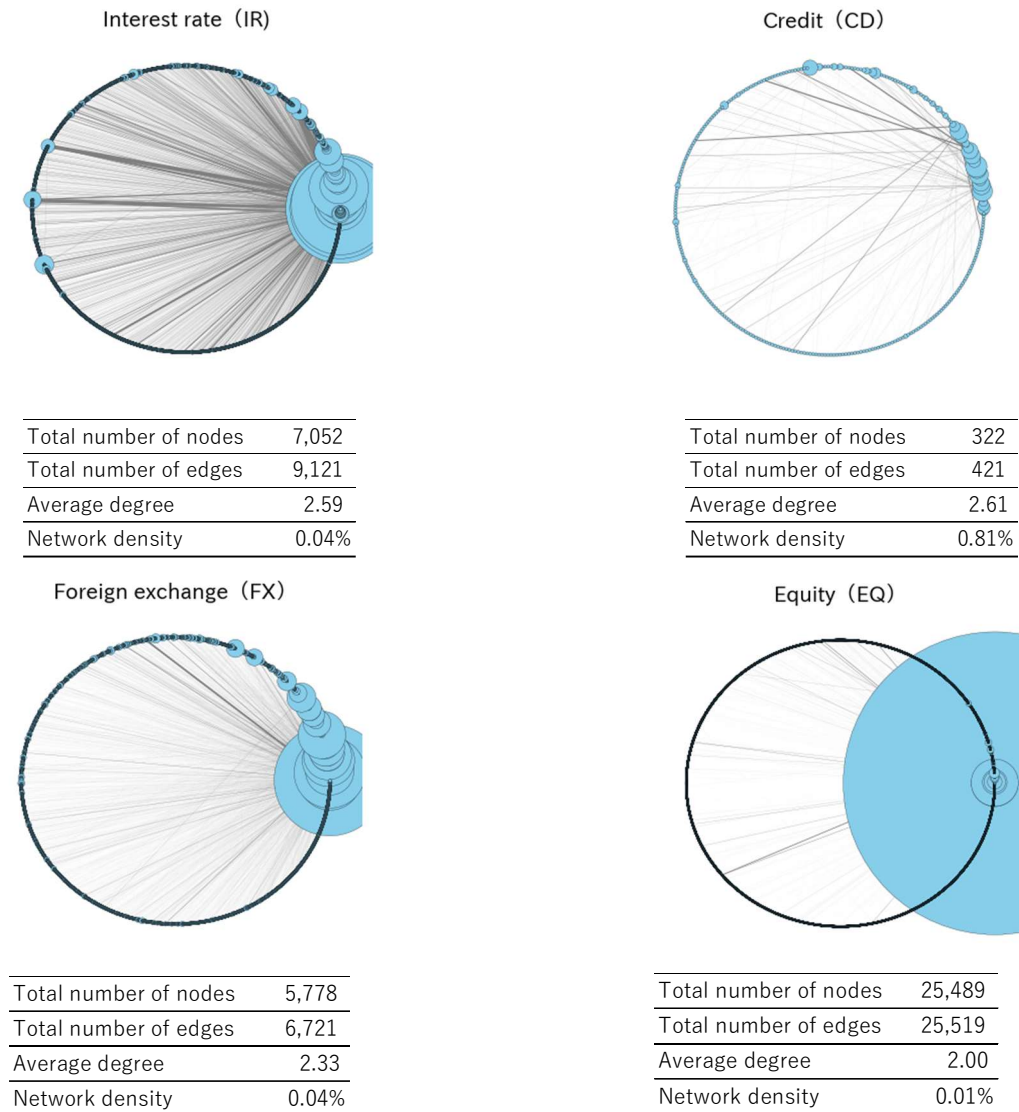 Interest rate（IR）
Credit（CD）
Total number of nodes 7,052
Total number of edges 9,121
Average degree 2.59
Network density 0.04%
Total number of nodes 322
Total number of edges 421
Average degree 2.61
Network density 0.81%
Foreign exchange（FX）
Equity（EQ）
Total number of nodes 5,778
Total number of edges 6,721
Average degree 2.33
Network density 0.04%
Total number of nodes 25,489
Total number of edges 25,519
Average degree 2.00
Network density 0.01%